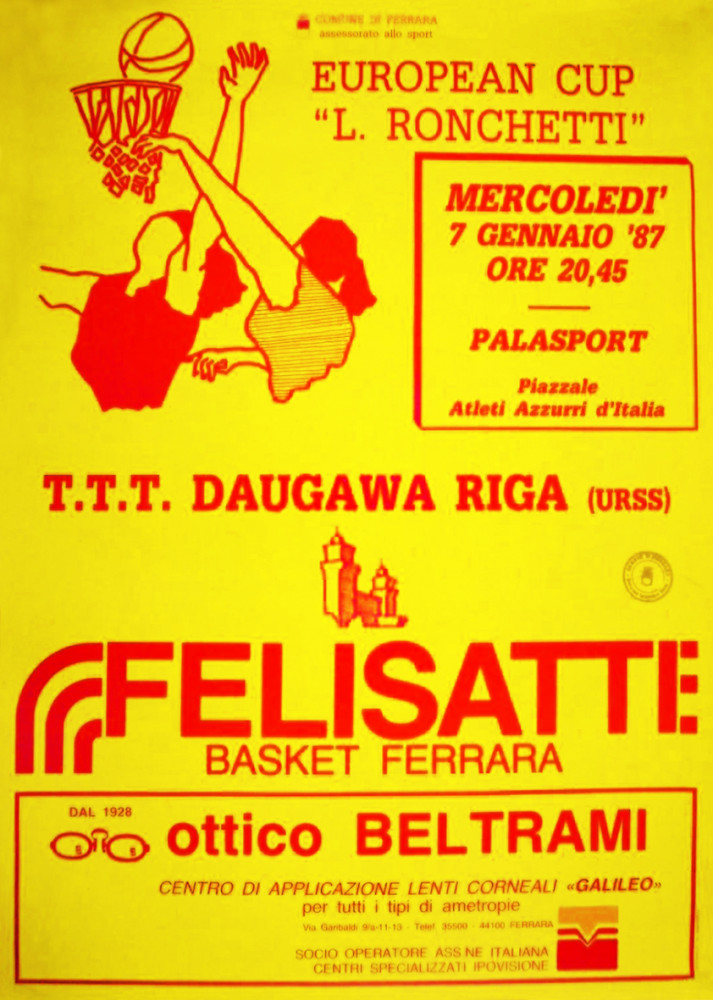 COMUNE DI FERRARA
assessorato allo sport
EUROPEAN CUP
"L. RONCHETTI"
MERCOLEDI'
7 GENNAIO '87
ORE 20,45
PALASPORT
Piazzale
Atleti Azzurri d'Italia
T.T.T. DAUGAWA RIGA (URSS)
FELISATTE
BASKET FERRARA
DAL 1928
ottico BELTRAMI
CENTRO DI APPLICAZIONE LENTI CORNEALI «GALILEO»
per tutti i tipi di ametropie
Via Garibaldi 9/a-11-13 - Telef. 35500 - 44100 FERRARA
SOCIO OPERATORE ASS.NE ITALIANA
CENTRI SPECIALIZZATI IPOVISIONE